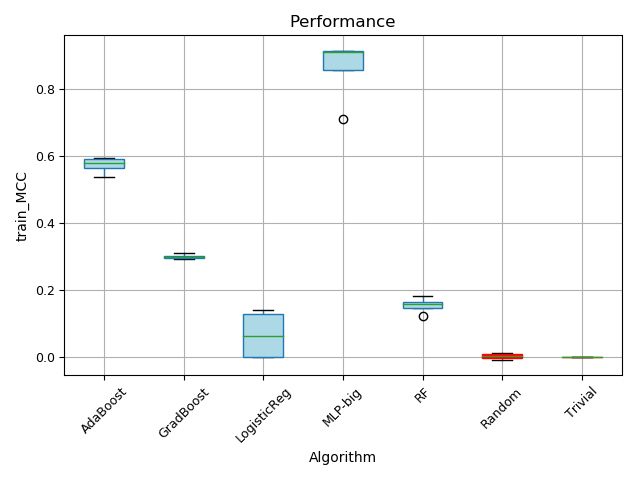 Performance
train_MCC
0.8
0.6
0.4
0.2
0.0
AdaBoost
GradBoost
LogisticReg
MLP-big
RF
Random
Trivial
Algorithm